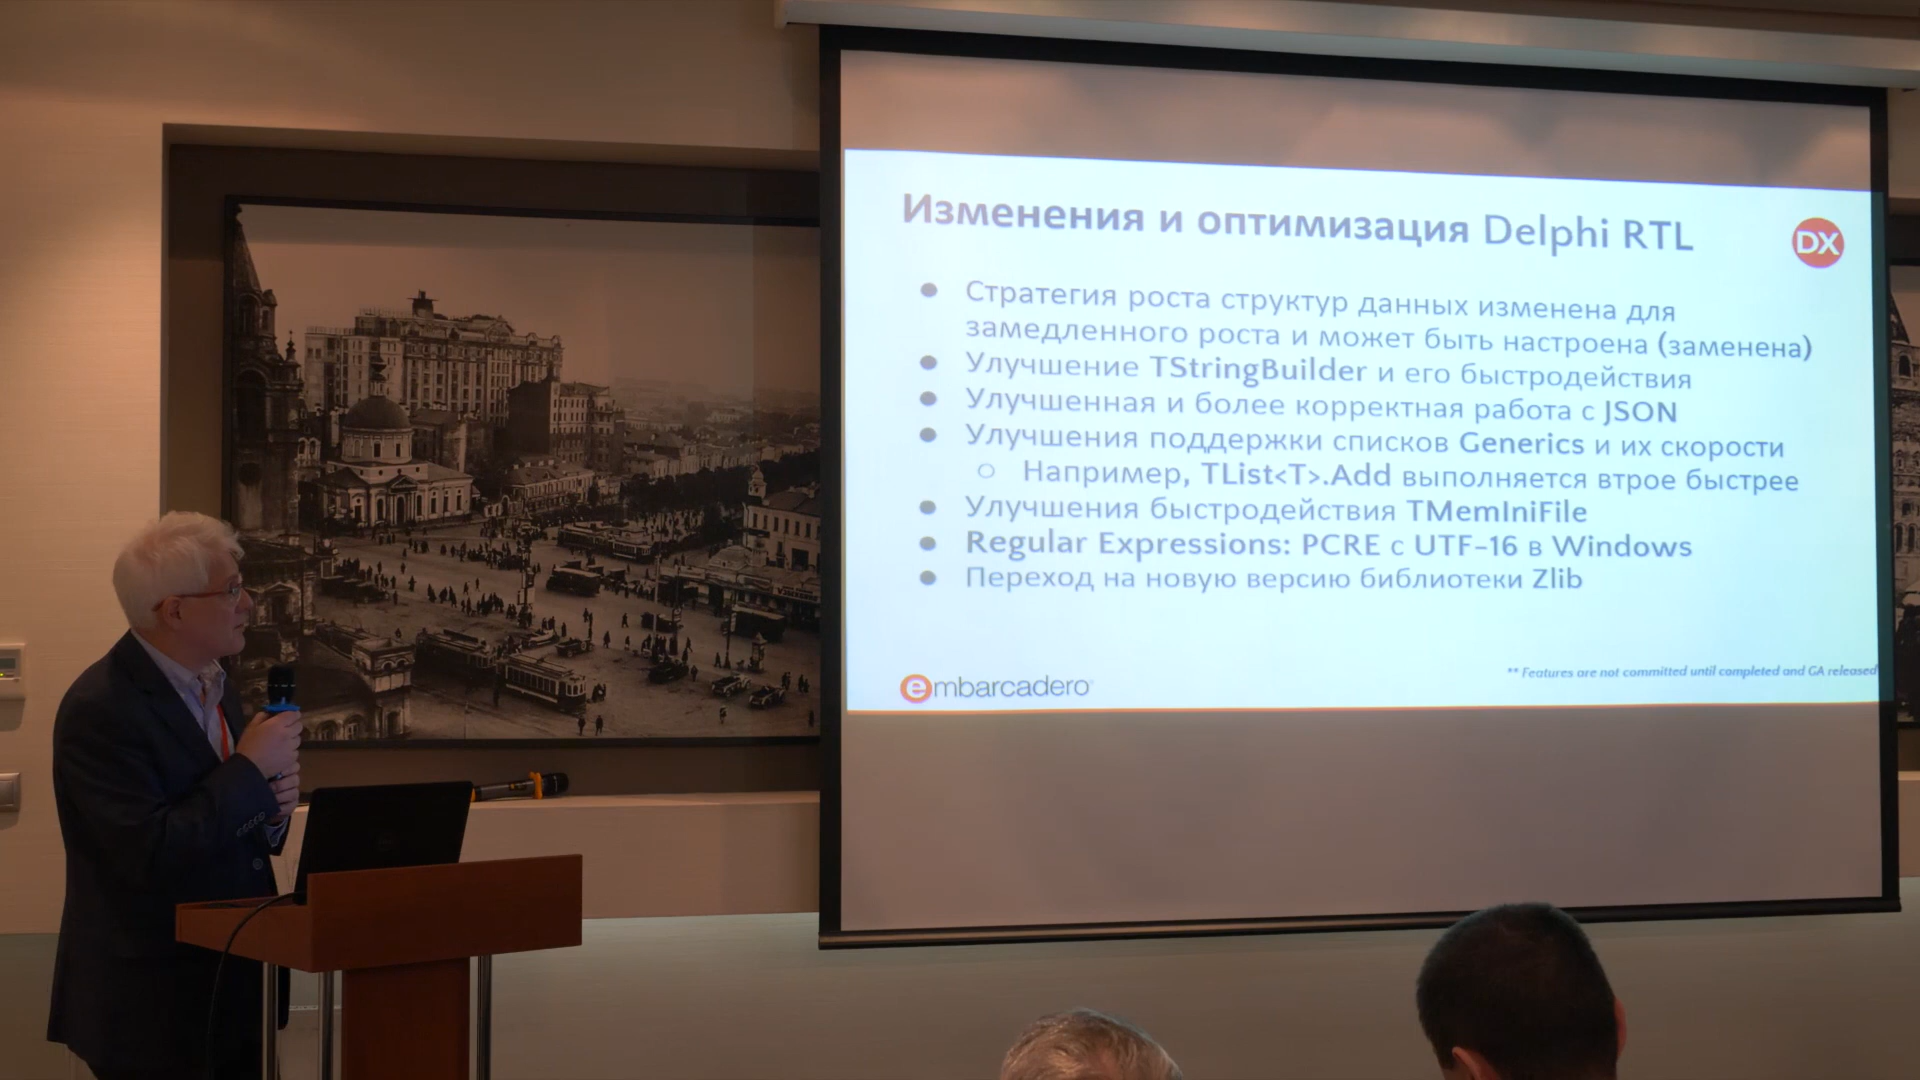 Изменения и оптимизация Delphi RTL
DX
● Стратегия роста структур данных изменена для
замедленного роста и может быть настроена (заменена)
● Улучшение TStringBuilder и его быстродействия
● Улучшенная и более корректная работа с JSON
● Улучшения поддержки списков Generics и их скорости
○ Например, TList<T>.Add выполняется втрое быстрее
● Улучшения быстродействия TMemIniFile
● Regular Expressions: PCRE с UTF-16 в Windows
● Переход на новую версию библиотеки Zlib
** Features are not committed until completed and GA released
embarcadero